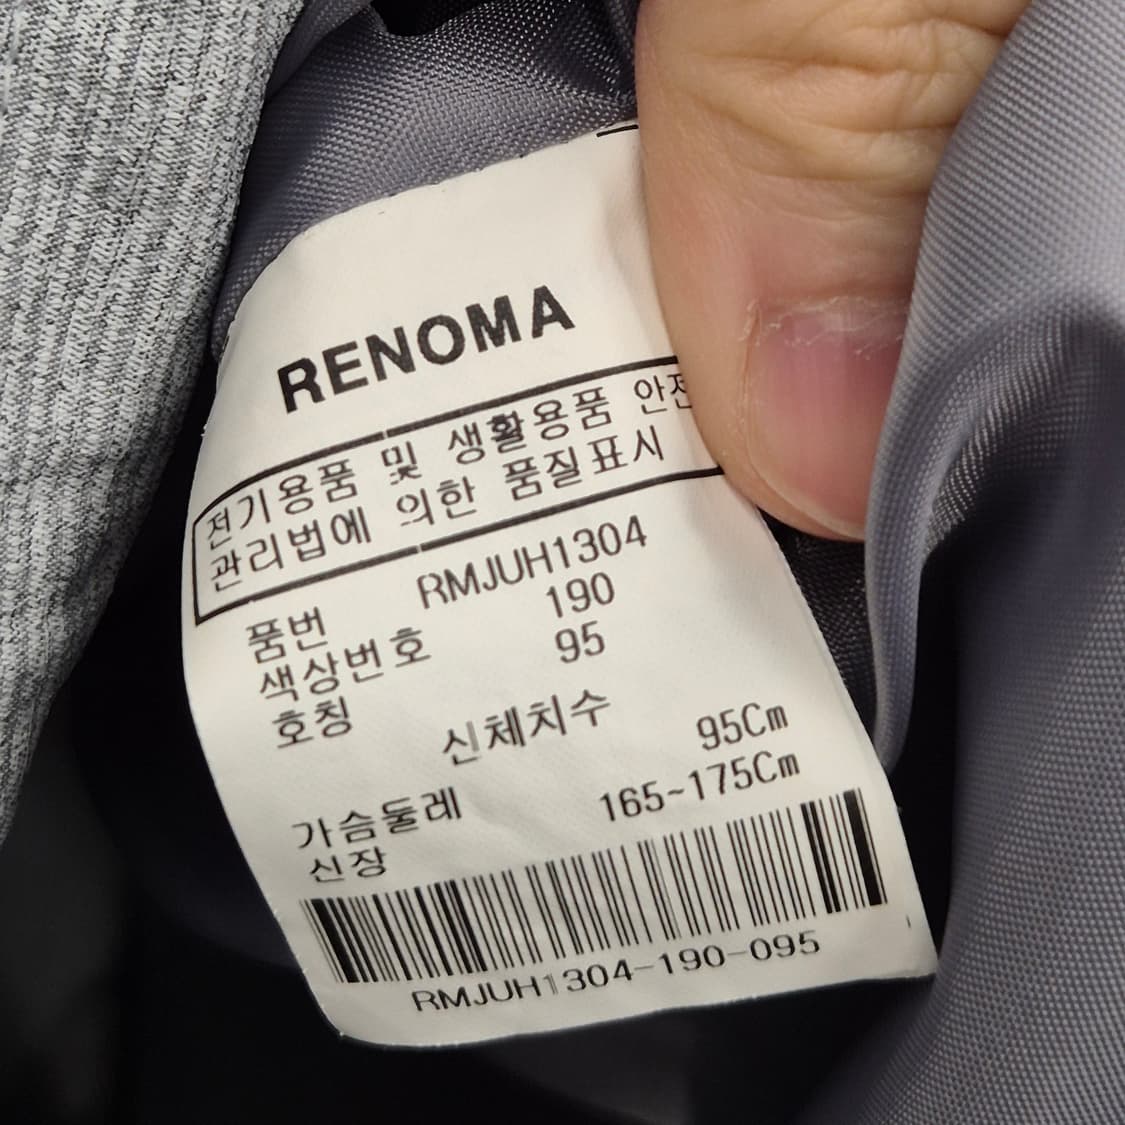 RENOMA
전기용품 및 생활용품 안전
관리법에 의한 품질표시
품번 RMJUH1304
색상번호 190
호칭 95
신체치수
가슴둘레 95Cm
신장 165~175Cm
RMJUH1304-190-095